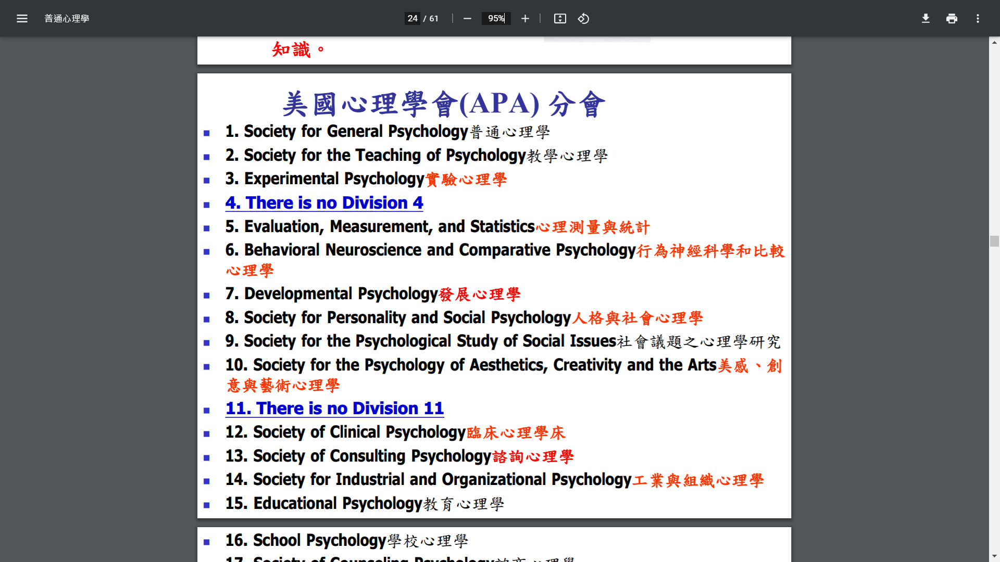 普通心理學
24 / 61
95%
知識。
美國心理學會(APA) 分會
1. Society for General Psychology普通心理學
2. Society for the Teaching of Psychology教學心理學
3. Experimental Psychology實驗心理學
4. There is no Division 4
5. Evaluation, Measurement, and Statistics心理測量與統計
6. Behavioral Neuroscience and Comparative Psychology行為神經科學和比較
心理學
7. Developmental Psychology發展心理學
8. Society for Personality and Social Psychology人格與社會心理學
9. Society for the Psychological Study of Social Issues社會議題之心理學研究
10. Society for the Psychology of Aesthetics, Creativity and the Arts美感、創
意與藝術心理學
11. There is no Division 11
12. Society of Clinical Psychology臨床心理學床
13. Society of Consulting Psychology諮詢心理學
14. Society for Industrial and Organizational Psychology工業與組織心理學
15. Educational Psychology教育心理學
16. School Psychology學校心理學
17. Society of Counseling Psychology諮商心理學